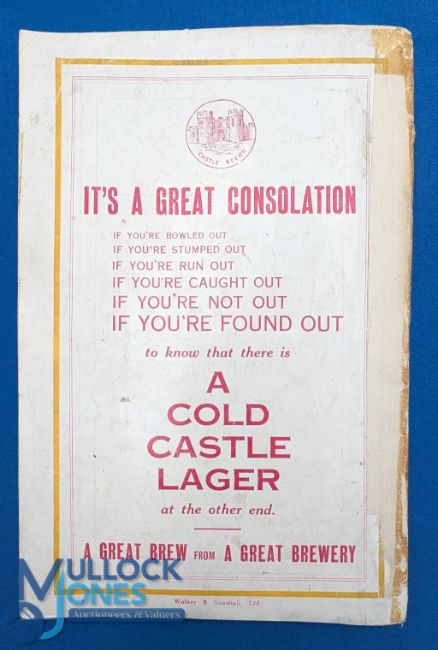 CASTLE BEERS
IT'S A GREAT CONSOLATION
IF YOU'RE BOWLED OUT
IF YOU'RE STUMPED OUT
IF YOU'RE RUN OUT
IF YOU'RE CAUGHT OUT
IF YOU'RE NOT OUT
IF YOU'RE FOUND OUT
to know that there is
A
COLD
CASTLE
LAGER
at the other end.
A GREAT BREW FROM A GREAT BREWERY
MULLOCK
JONES
Auctioneers & Valuers
Walker & Snashall, Ltd